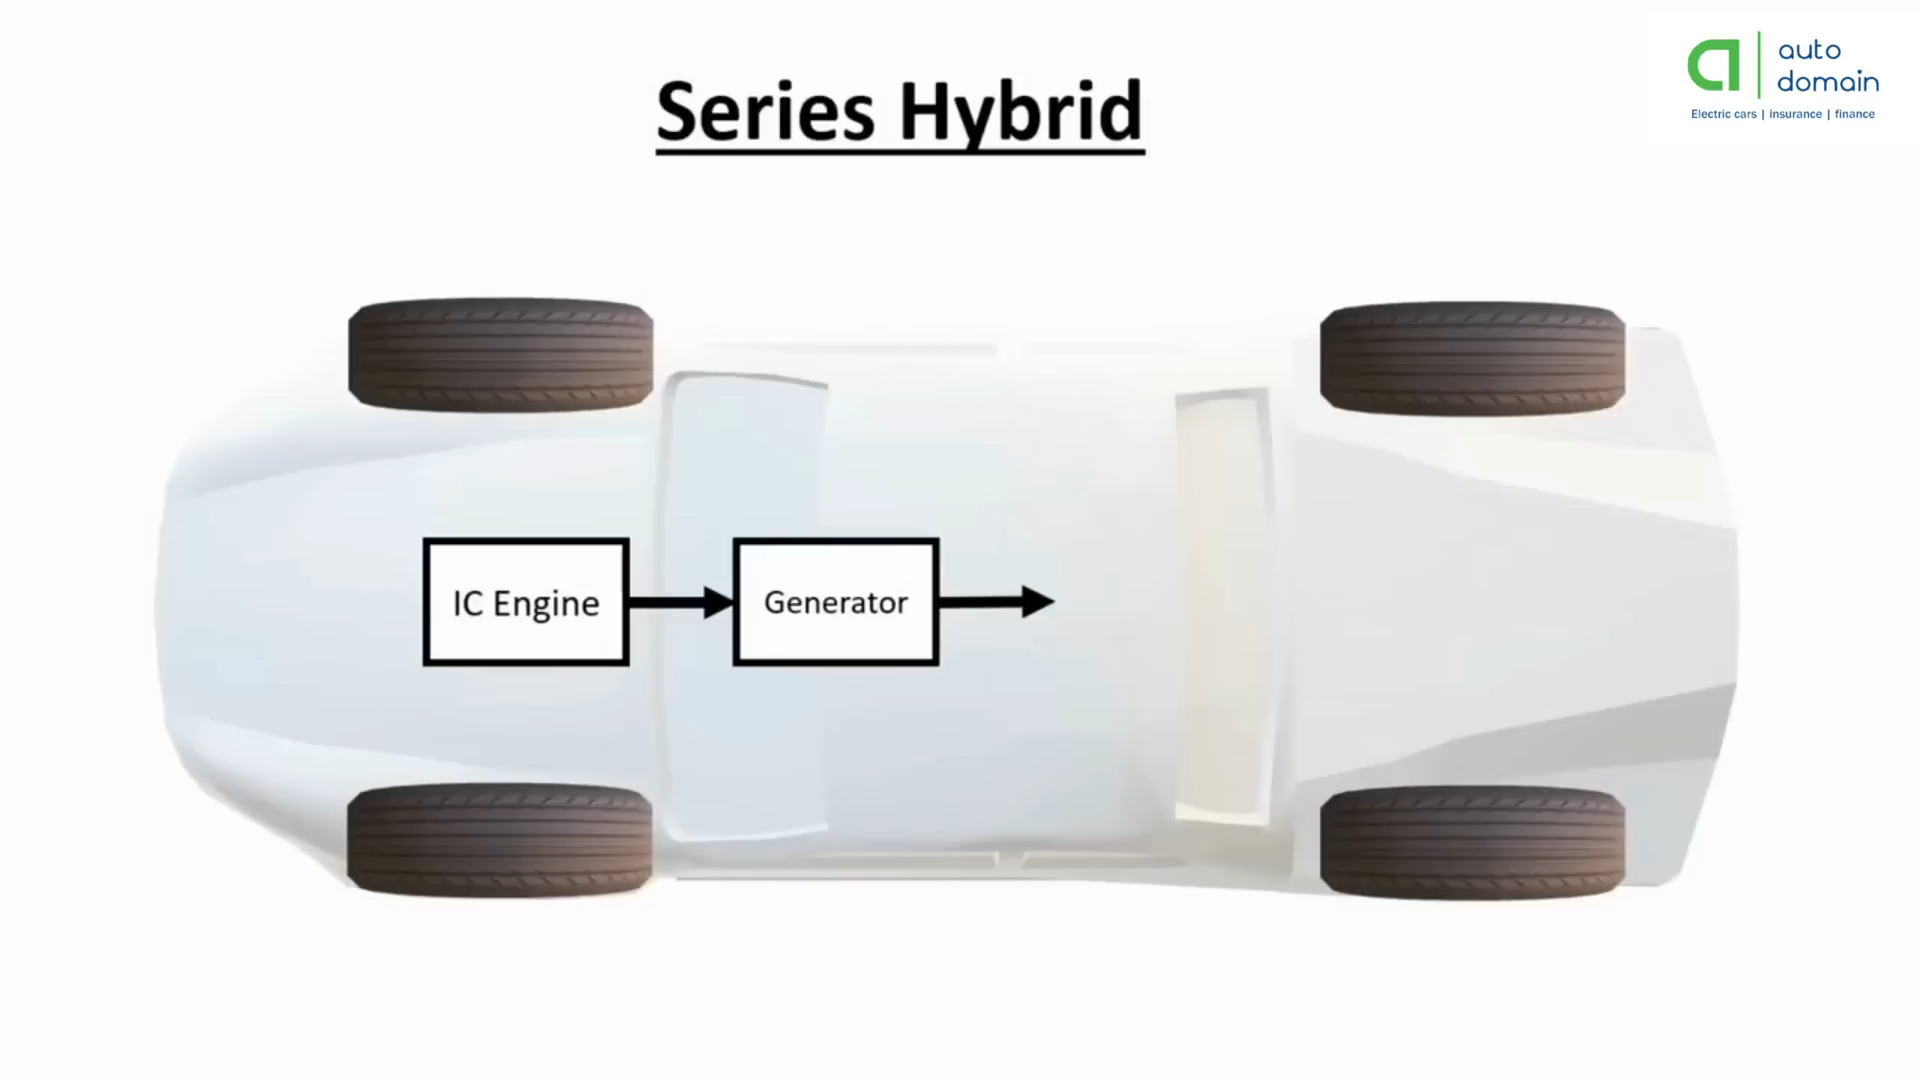 Series Hybrid
auto
domain
Electric cars | insurance | finance
IC Engine
Generator